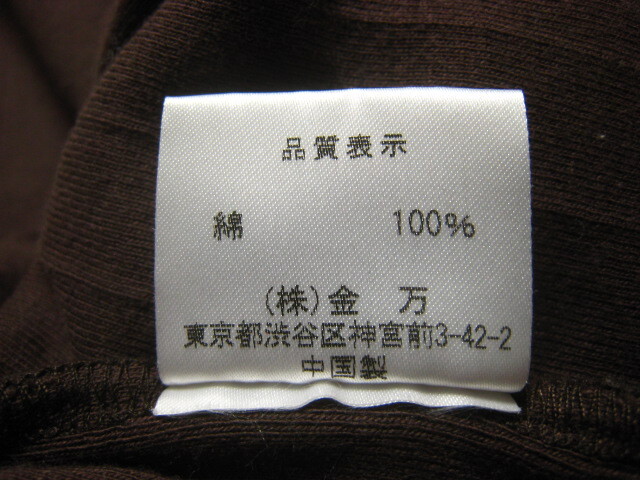 品質表示
綿 100%
(株)金 万
東京都渋谷区神宮前3-42-2
中国製